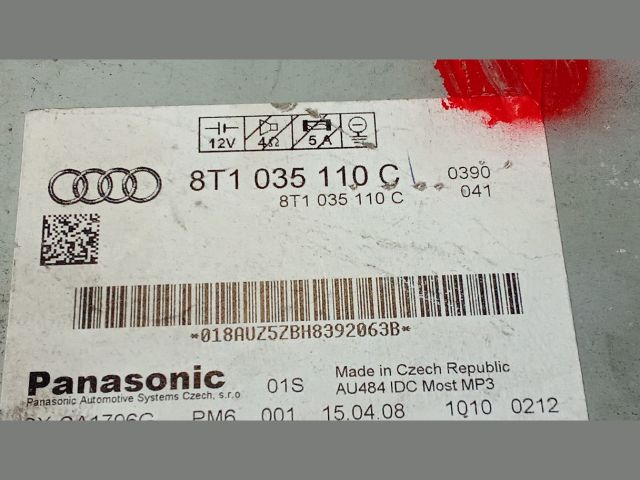 12V 4Ω 5A
8T1 035 110 C 0390
8T1 035 110 C 041
*018AUZ5ZBH8392063B*
Panasonic 01S Made in Czech Republic
Panasonic Automotive Systems Czech, s.r.o AU484 IDC Most MP3
PM6 001 15.04.08 1010 0212